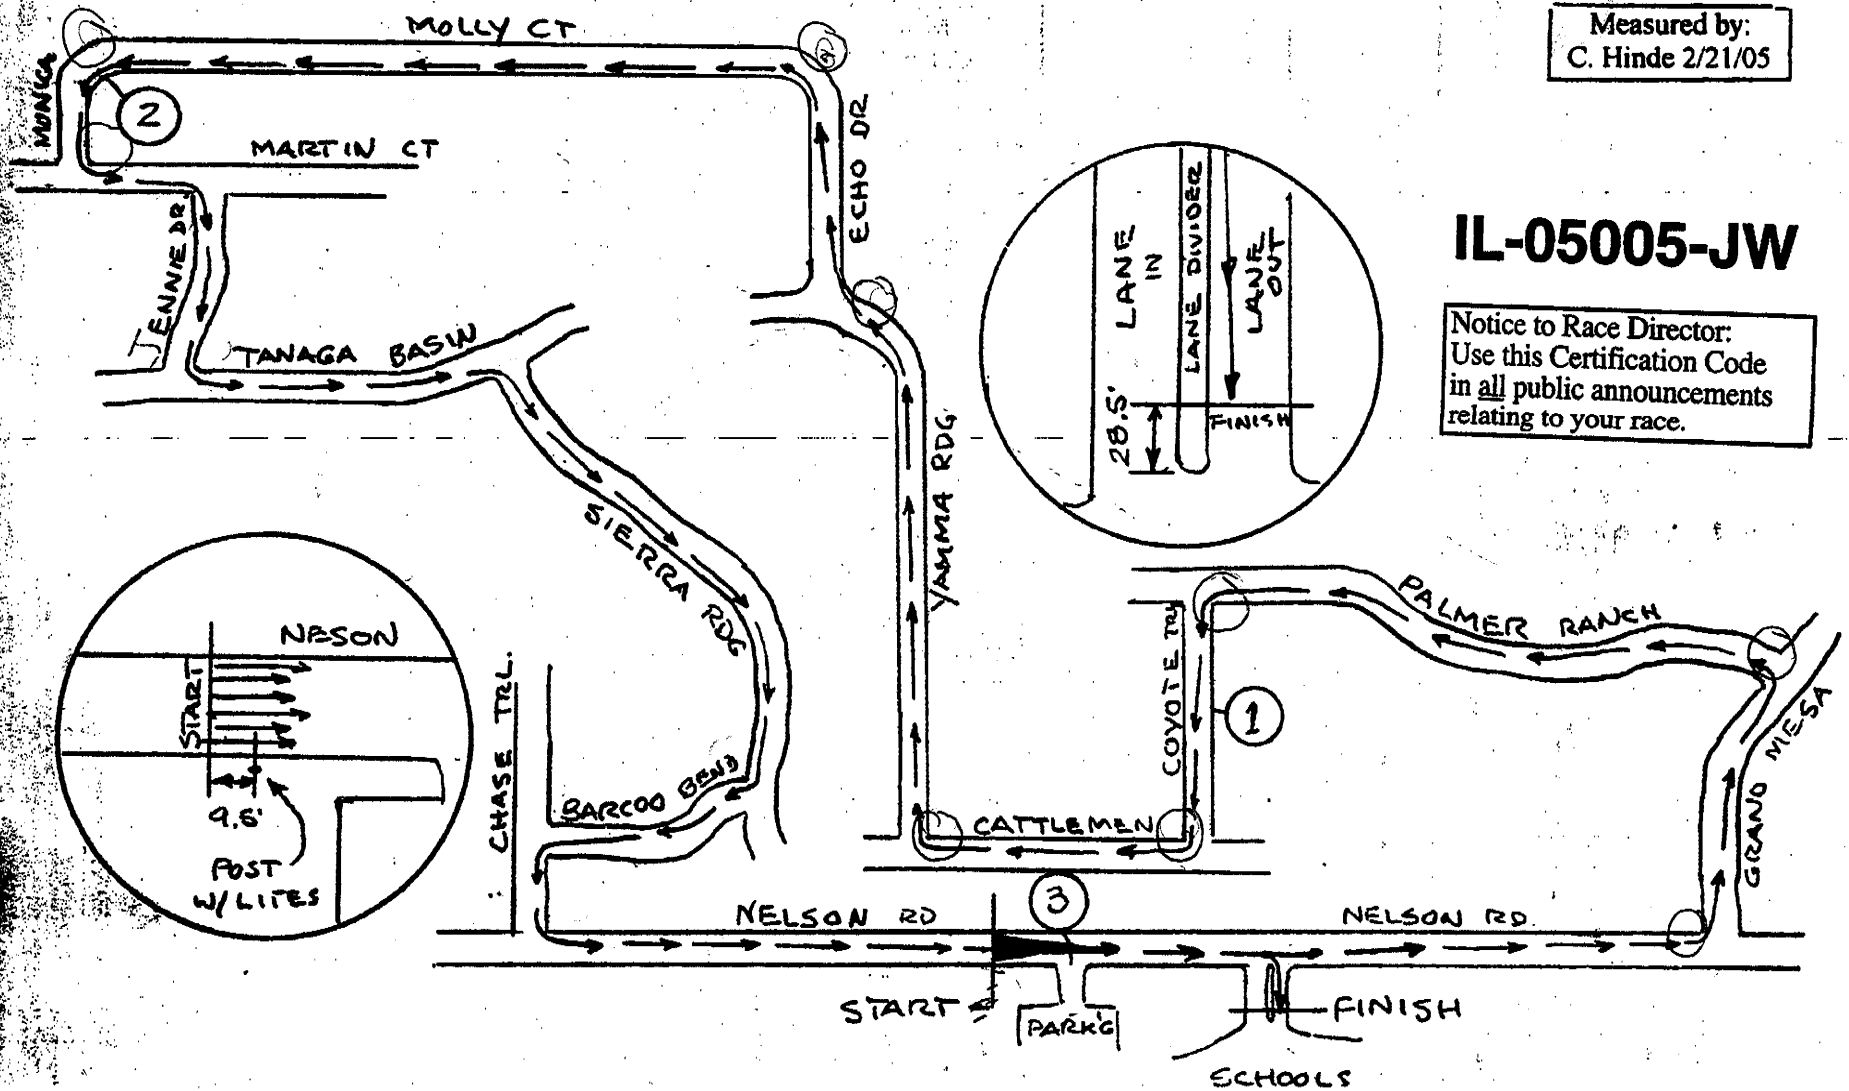 MOLLY CT
Measured by:
C. Hinde 2/21/05
MONCA
2
MARTIN CT
ECHO DR
JENNIE DR
TANAGA BASIN
LANE IN
LANE DIVIDER
LANE OUT
28.5'
FINISH
IL-05005-JW
Notice to Race Director:
Use this Certification Code
in all public announcements
relating to your race.
YAMMA RDG
SIERRA RDG
NESON
START
9.5'
POST
W/ LITES
CHASE TRL.
BARCOO BEND
PALMER RANCH
COYOTE TRL
1
GRAND MESA
CATTLEMEN
3
NELSON RD
NELSON RD
START
PARK'G
FINISH
SCHOOLS